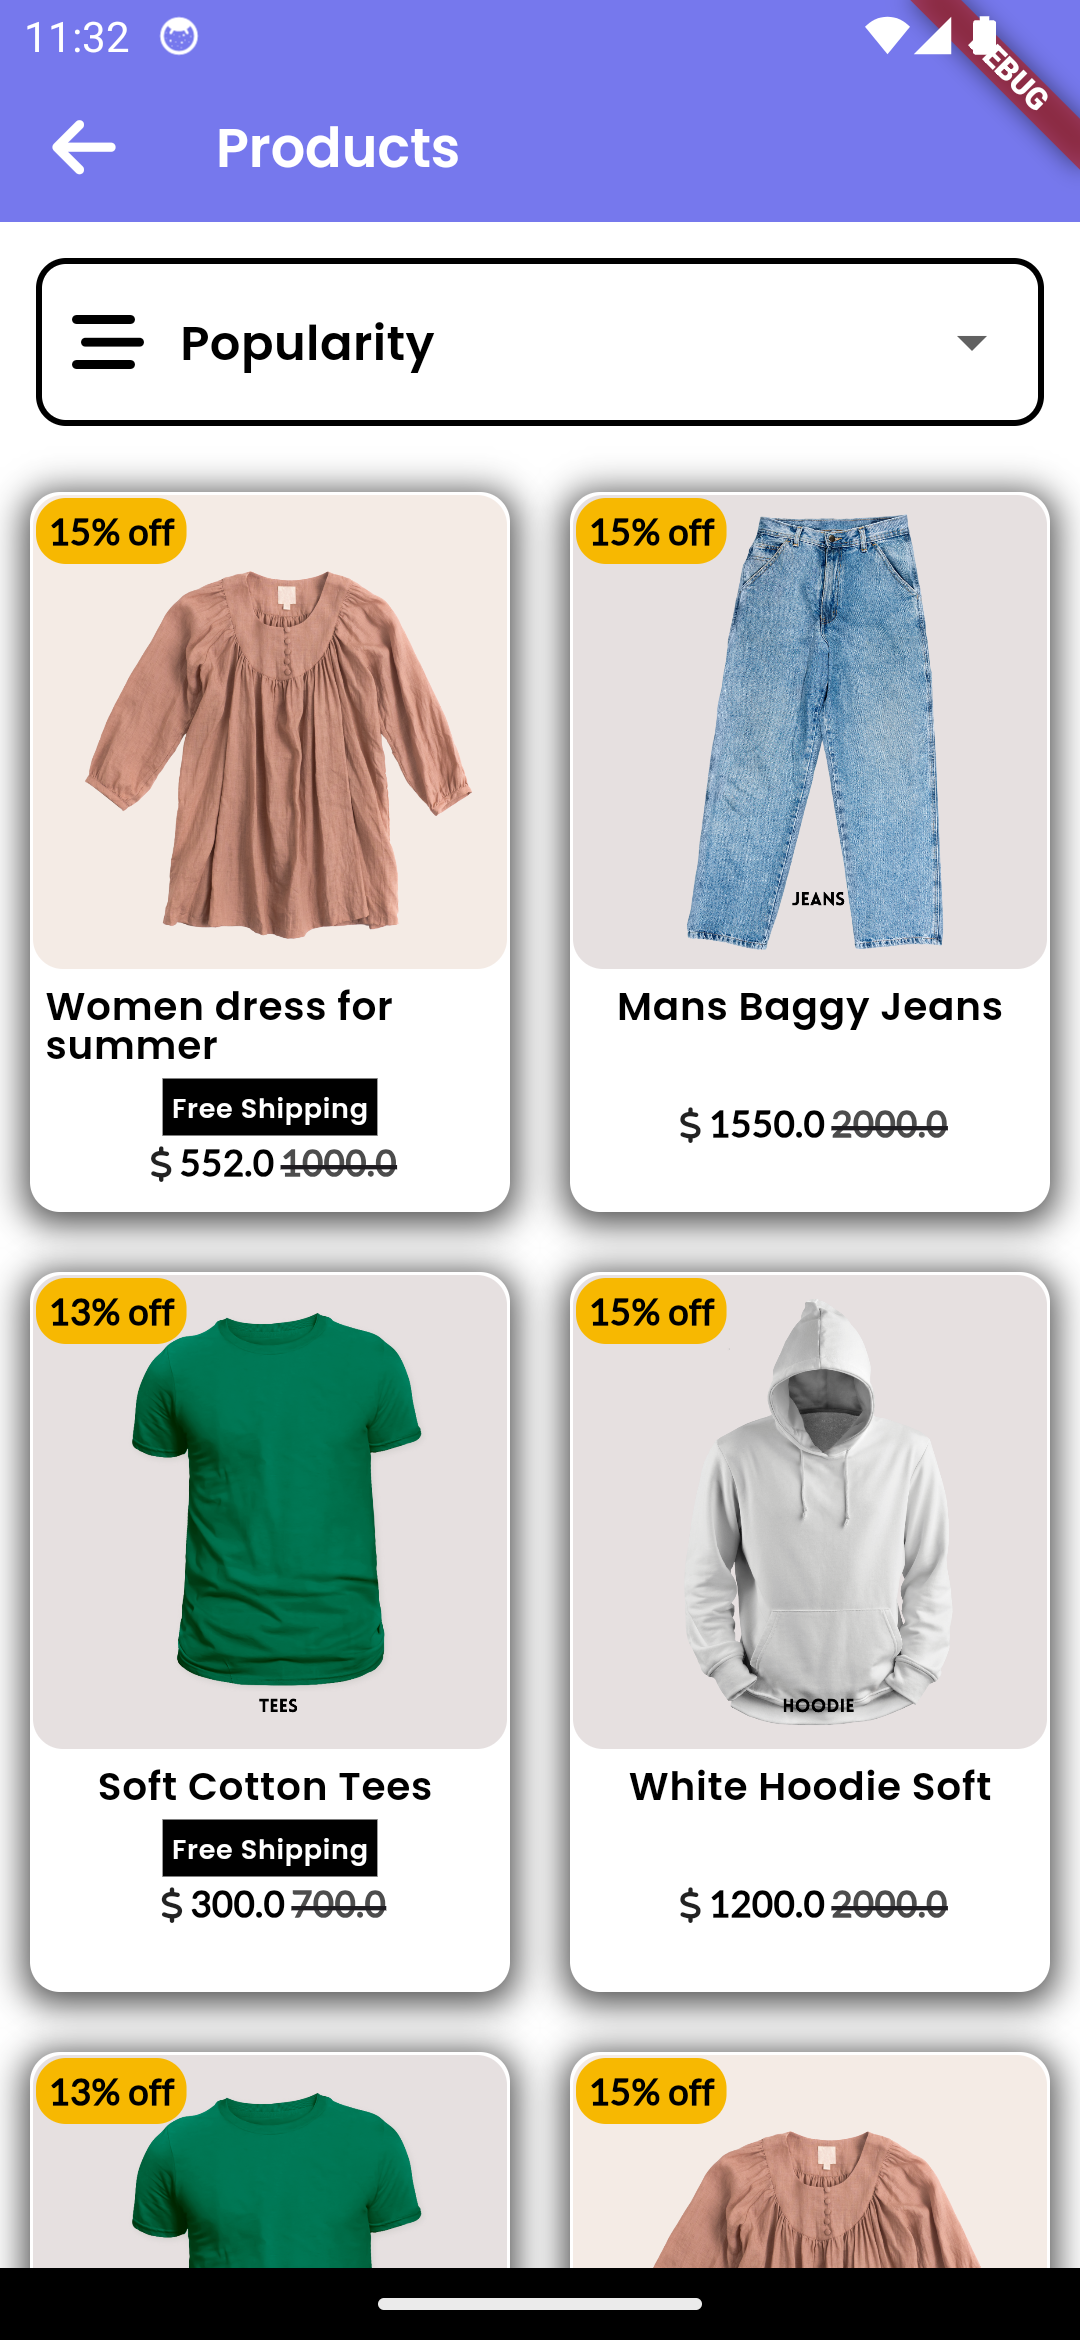 11:32
DEBUG
Products
Popularity
15% off
15% off
JEANS
Women dress for
summer
Mans Baggy Jeans
Free Shipping
$ 552.0 1000.0
$ 1550.0 2000.0
13% off
15% off
TEES
HOODIE
Soft Cotton Tees
White Hoodie Soft
Free Shipping
$ 300.0 700.0
$ 1200.0 2000.0
13% off
15% off